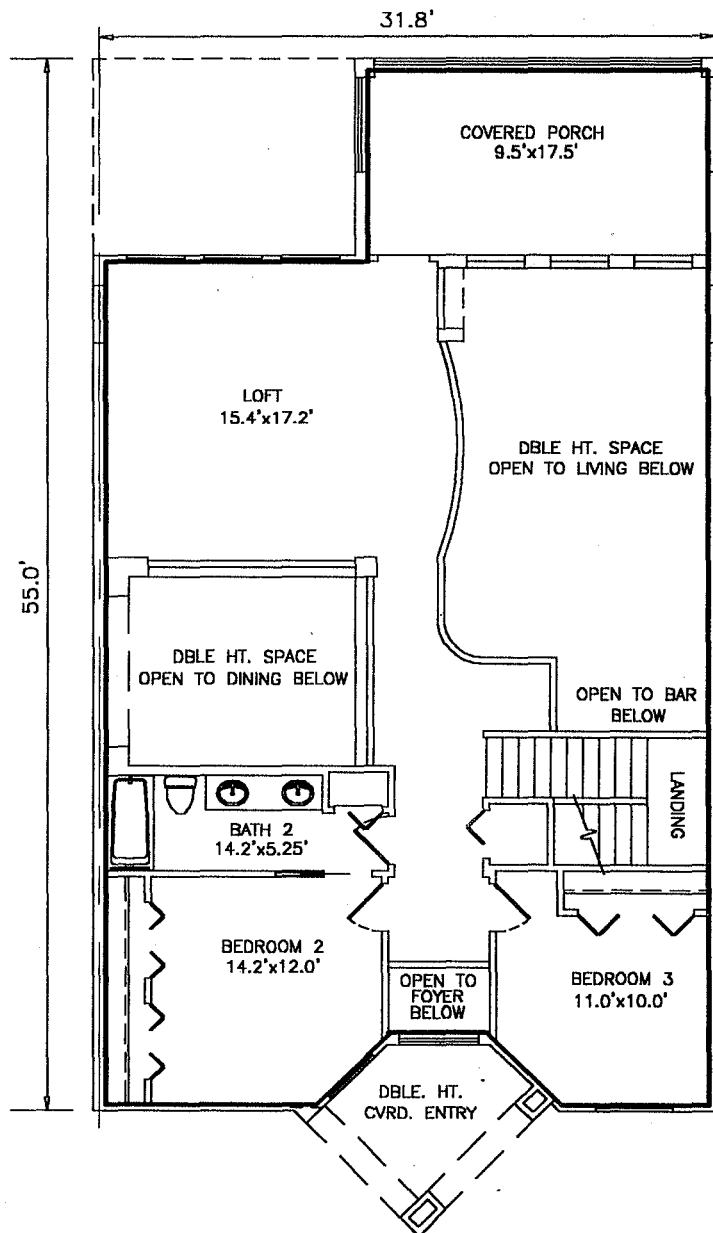 31.8'
COVERED PORCH
9.5'x17.5'
LOFT
15.4'x17.2'
DBLE HT. SPACE
OPEN TO LIVING BELOW
55.0'
DBLE HT. SPACE
OPEN TO DINING BELOW
OPEN TO BAR
BELOW
LANDING
BATH 2
14.2'x5.25'
BEDROOM 2
14.2'x12.0'
OPEN TO
FOYER
BELOW
BEDROOM 3
11.0'x10.0'
DBLE. HT.
CVRD. ENTRY